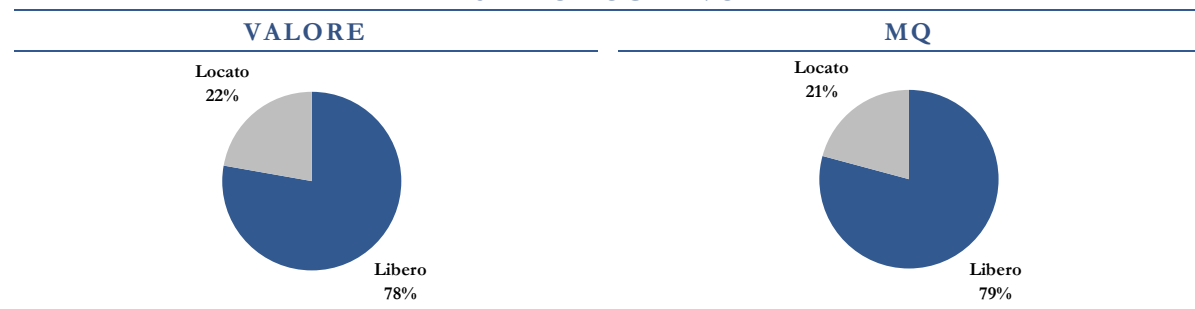 VALORE
Locato
22%
Libero
78%
MQ
Locato
21%
Libero
79%